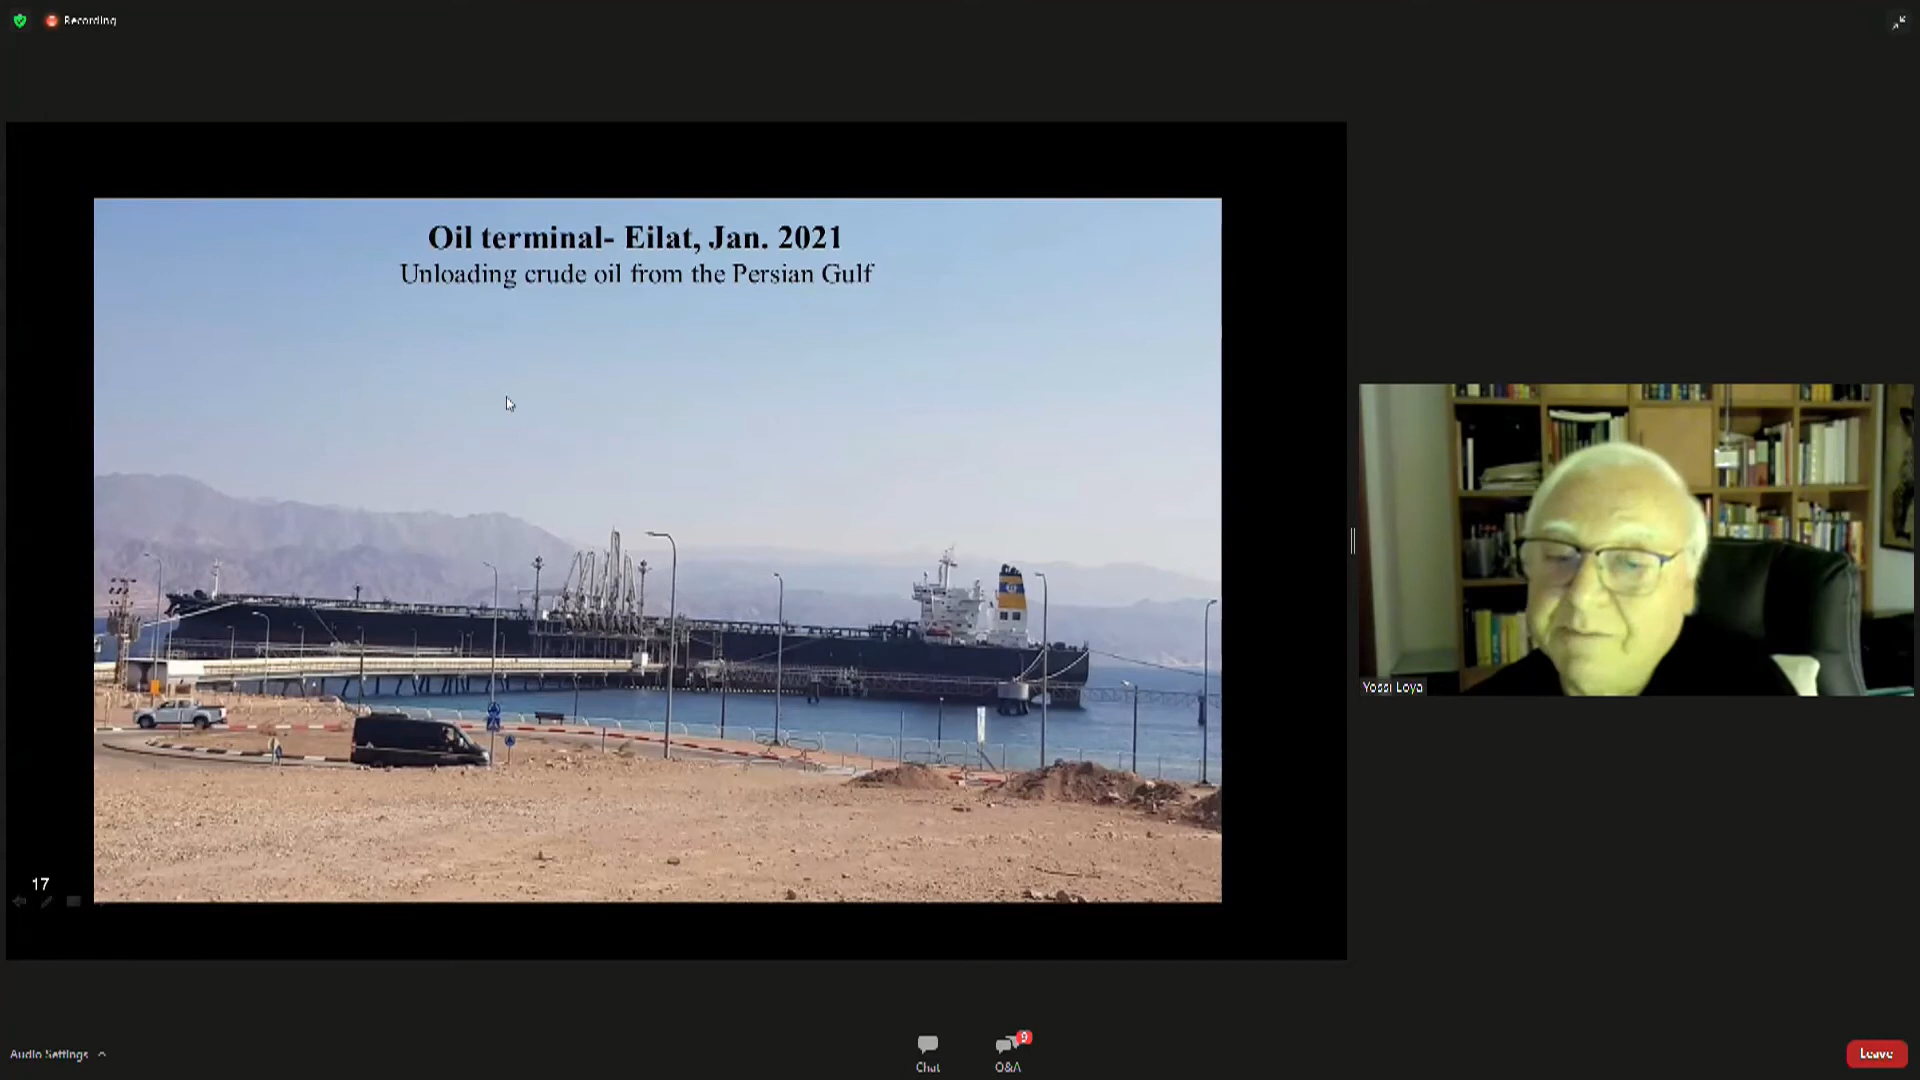 Recording
Oil terminal- Eilat, Jan. 2021
Unloading crude oil from the Persian Gulf
Yossi Loya
17
Audio Settings
Chat
9
Q&A
Leave